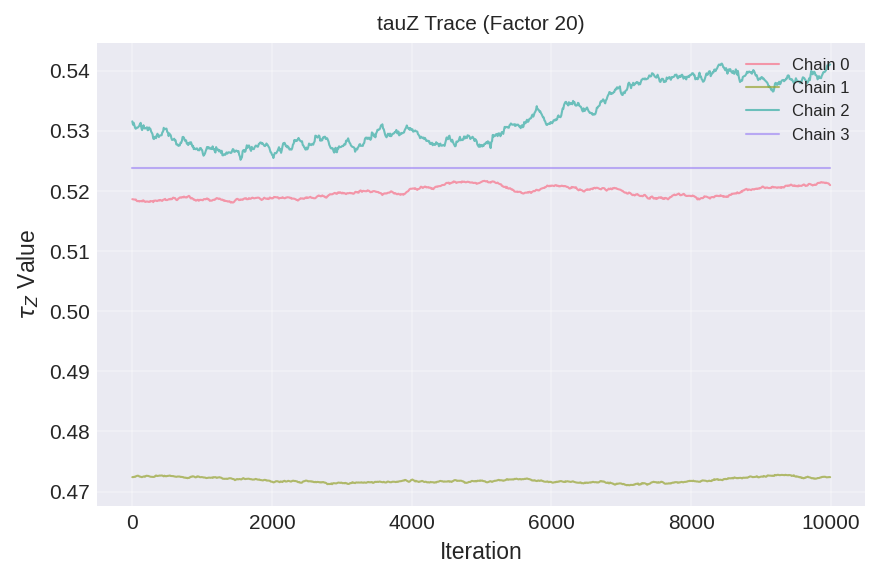 tauZ Trace (Factor 20)
τZ Value
0.54
0.53
0.52
0.51
0.50
0.49
0.48
0.47
Chain 0
Chain 1
Chain 2
Chain 3
0 2000 4000 6000 8000 10000
Iteration